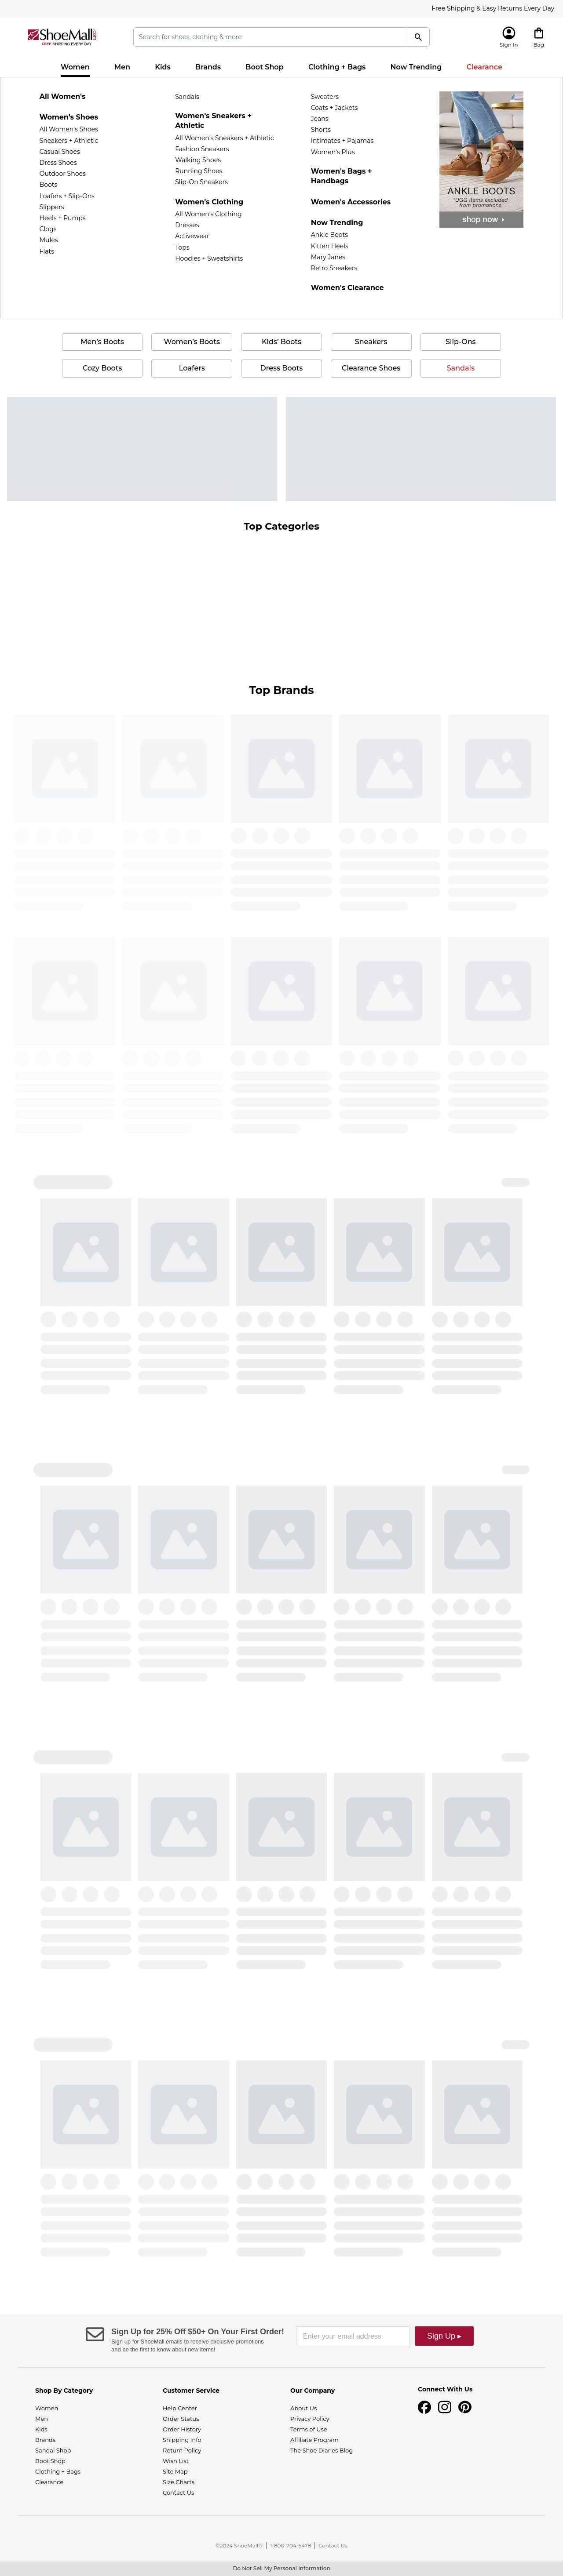 Free Shipping & Easy Returns Every Day
ShoeMall
FREE SHIPPING EVERY DAY
Search for shoes, clothing & more
Sign In
Bag
Women
Men
Kids
Brands
Boot Shop
Clothing + Bags
Now Trending
Clearance
All Women's
Women's Shoes
All Women's Shoes
Sneakers + Athletic
Casual Shoes
Dress Shoes
Outdoor Shoes
Boots
Loafers + Slip-Ons
Slippers
Heels + Pumps
Clogs
Mules
Flats
Sandals
Women's Sneakers +
Athletic
All Women's Sneakers + Athletic
Fashion Sneakers
Walking Shoes
Running Shoes
Slip-On Sneakers
Women's Clothing
All Women's Clothing
Dresses
Activewear
Tops
Hoodies + Sweatshirts
Sweaters
Coats + Jackets
Jeans
Shorts
Intimates + Pajamas
Women's Plus
Women's Bags +
Handbags
Women's Accessories
Now Trending
Ankle Boots
Kitten Heels
Mary Janes
Retro Sneakers
Women's Clearance
ANKLE BOOTS
*UGG items excluded
from promotions.
shop now
Men's Boots
Women's Boots
Kids' Boots
Sneakers
Slip-Ons
Cozy Boots
Loafers
Dress Boots
Clearance Shoes
Sandals
Top Categories
Top Brands
Sign Up for 25% Off $50+ On Your First Order!
Sign up for ShoeMall emails to receive exclusive promotions
and be the first to know about new items!
Enter your email address
Sign Up ▸
Shop By Category
Women
Men
Kids
Brands
Sandal Shop
Boot Shop
Clothing + Bags
Clearance
Customer Service
Help Center
Order Status
Order History
Shipping Info
Return Policy
Wish List
Site Map
Size Charts
Contact Us
Our Company
About Us
Privacy Policy
Terms of Use
Affiliate Program
The Shoe Diaries Blog
Connect With Us
©2024 ShoeMall® | 1-800-704-5478 | Contact Us
Do Not Sell My Personal Information